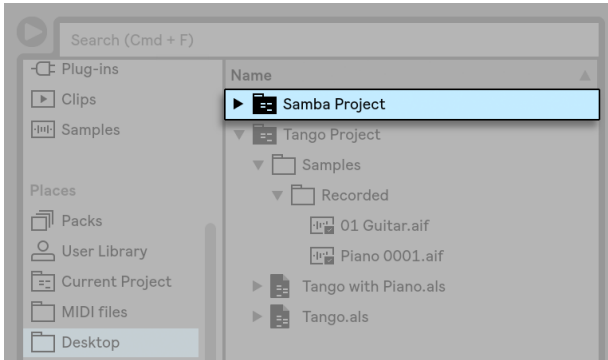 Search (Cmd + F)
Plug-ins
Clips
Samples
Places
Packs
User Library
Current Project
MIDI files
Desktop
Name
Samba Project
Tango Project
Samples
Recorded
01 Guitar.aif
Piano 0001.aif
Tango with Piano.als
Tango.als